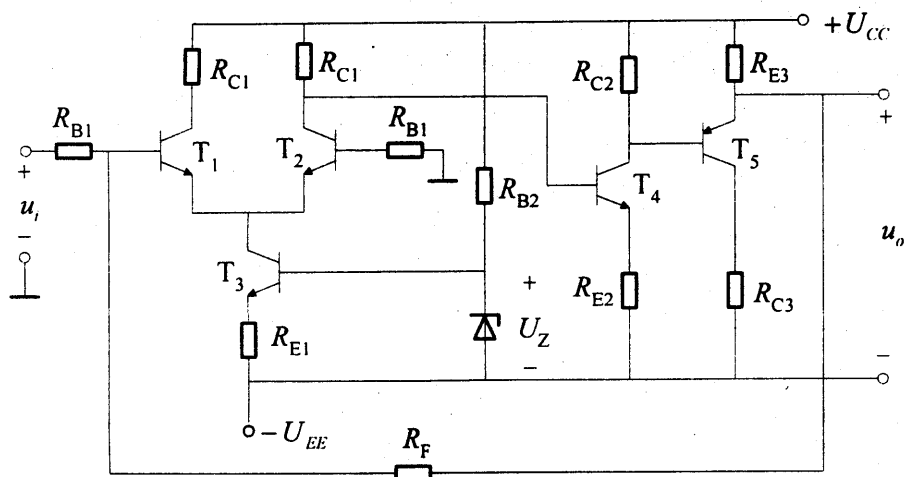 +U_CC
R_C1
R_C1
R_C2
R_E3
R_B1
T_1
T_2
R_B1
+
+
T_5
R_B2
T_4
u_i
u_o
−
T_3
+
R_E2
R_C3
R_E1
U_Z
−
−
−U_EE
R_F